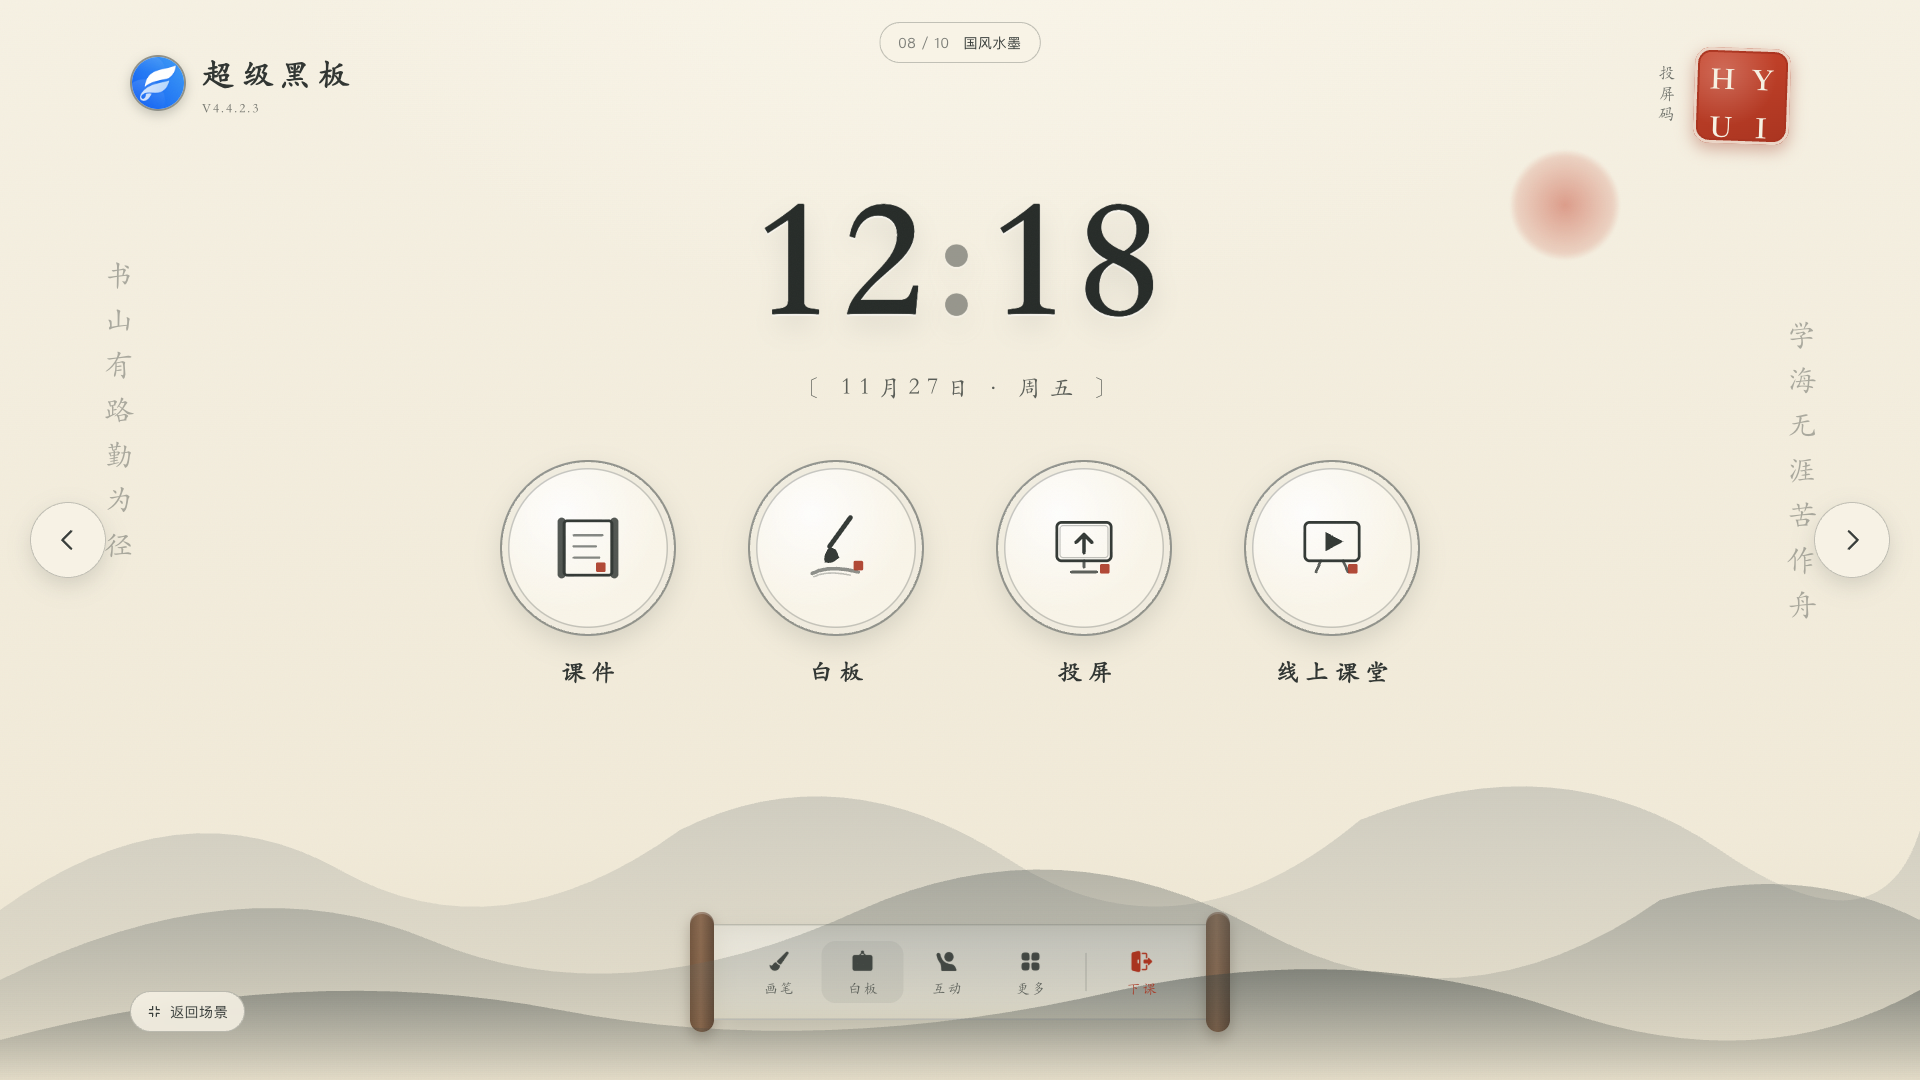 08 / 10 国风水墨
超级黑板
V4.4.2.3
投屏码
H Y
U I
12:18
〔 11月27日 · 周五 〕
书山有路勤为径
学海无涯苦作舟
课件
白板
投屏
线上课堂
画笔
白板
互动
更多
下课
返回场景